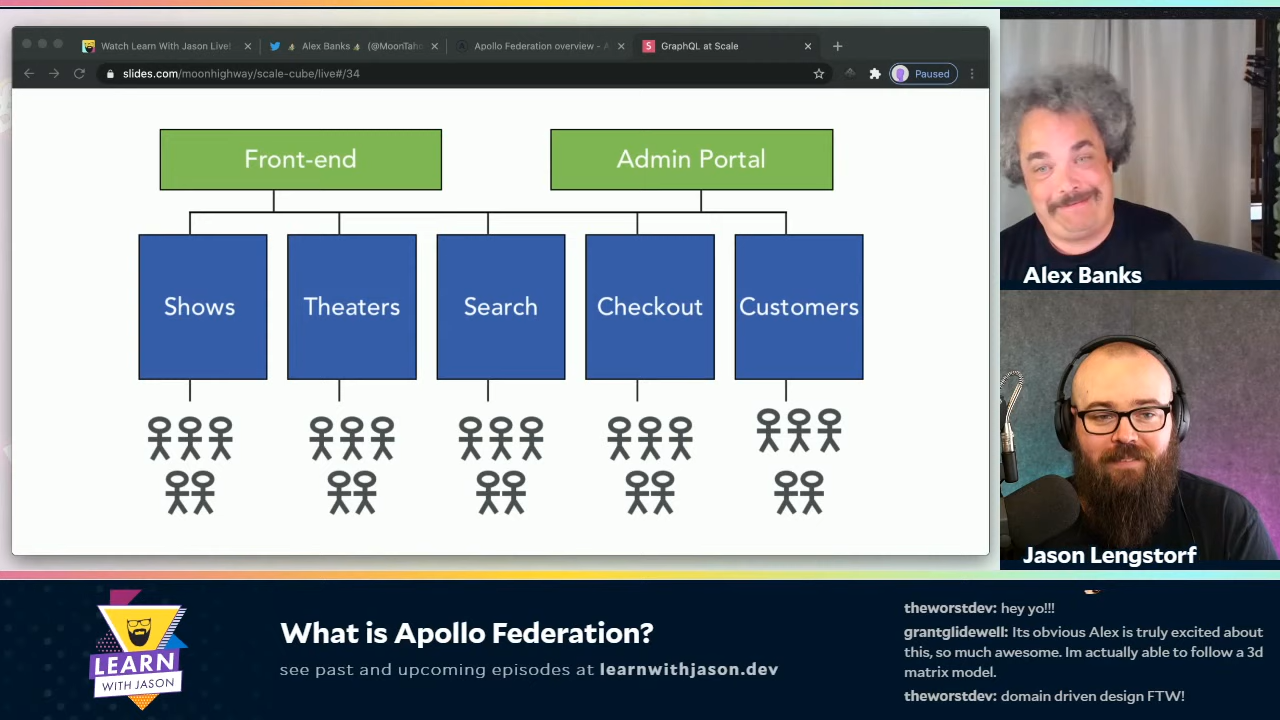 Watch Learn With Jason Live!
Alex Banks (@MoonTaho
Apollo Federation overview - A
S
GraphQL at Scale
slides.com/moonhighway/scale-cube/live#/34
Paused
Front-end
Admin Portal
Shows
Theaters
Search
Checkout
Customers
Alex Banks
Jason Lengstorf
LEARN
WITH JASON
What is Apollo Federation?
see past and upcoming episodes at learnwithjason.dev
theworstdev: hey yo!!!
grantglidewell: Its obvious Alex is truly excited about
this, so much awesome. Im actually able to follow a 3d
matrix model.
theworstdev: domain driven design FTW!